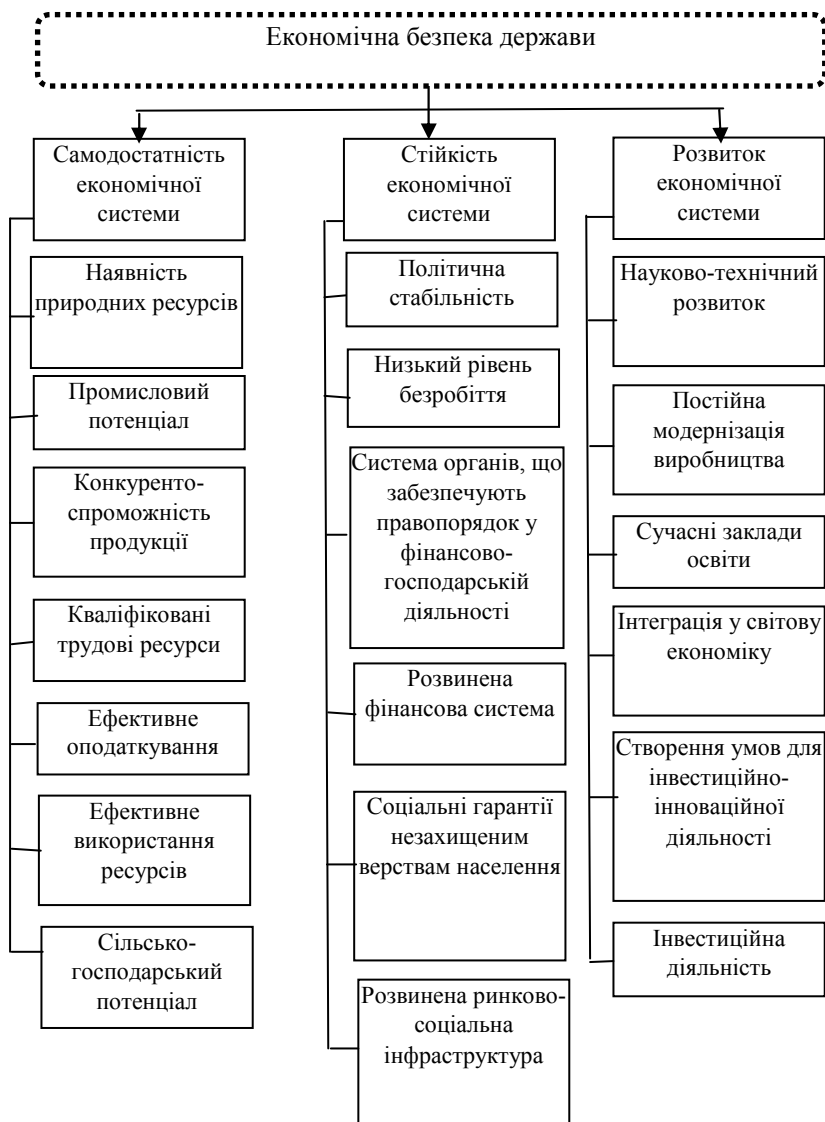 Економічна безпека держави
Самодостатність
економічної
системи
Наявність
природних ресурсів
Промисловий
потенціал
Конкуренто-
спроможність
продукції
Кваліфіковані
трудові ресурси
Ефективне
оподаткування
Ефективне
використання
ресурсів
Сільсько-
господарський
потенціал
Стійкість
економічної
системи
Політична
стабільність
Низький рівень
безробіття
Система органів, що
забезпечують
правопорядок у
фінансово-
господарській
діяльності
Розвинена
фінансова система
Соціальні гарантії
незахищеним
верствам населення
Розвинена ринково-
соціальна
інфраструктура
Розвиток
економічної
системи
Науково-технічний
розвиток
Постійна
модернізація
виробництва
Сучасні заклади
освіти
Інтеграція у світову
економіку
Створення умов для
інвестиційно-
інноваційної
діяльності
Інвестиційна
діяльність